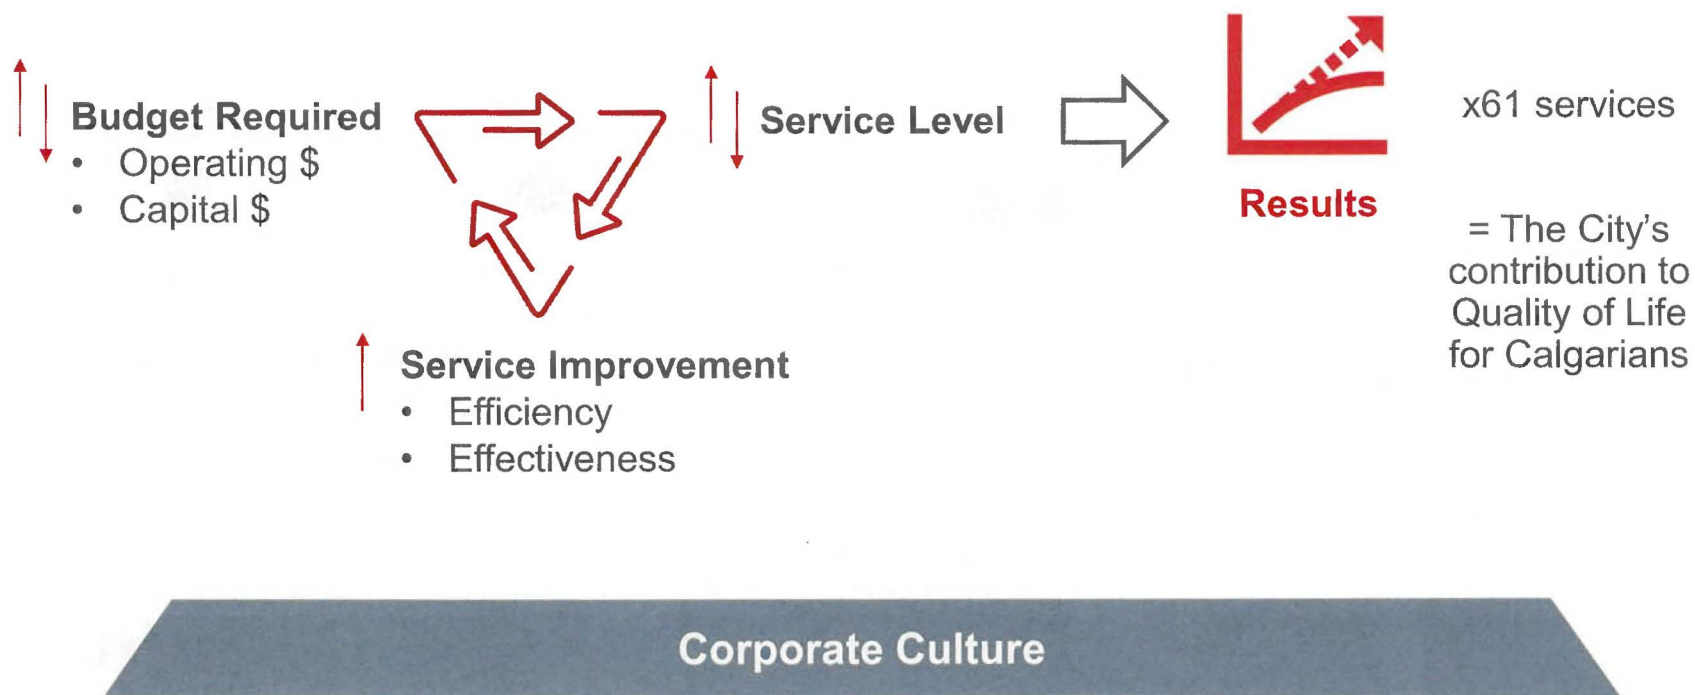 Budget Required
• Operating $
• Capital $
Service Level
Service Improvement
• Efficiency
• Effectiveness
Results
x61 services
= The City's
contribution to
Quality of Life
for Calgarians
Corporate Culture